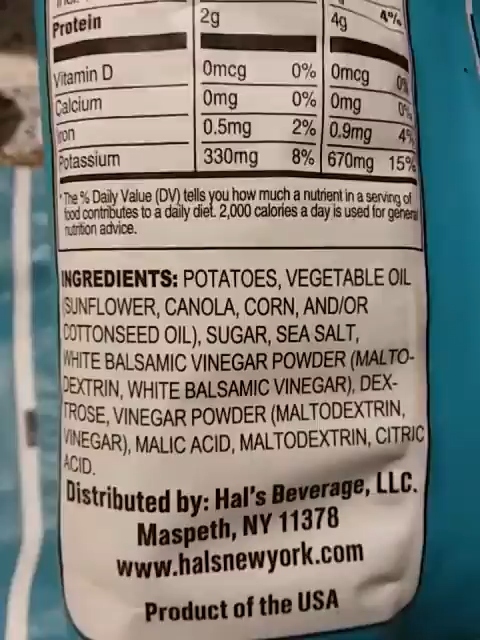 Protein 2g 4g 4%
Vitamin D 0mcg 0% 0mcg 0%
Calcium 0mg 0% 0mg 0%
Iron 0.5mg 2% 0.9mg 4%
Potassium 330mg 8% 670mg 15%
*The % Daily Value (DV) tells you how much a nutrient in a serving of
food contributes to a daily diet. 2,000 calories a day is used for general
nutrition advice.
INGREDIENTS: POTATOES, VEGETABLE OIL
(SUNFLOWER, CANOLA, CORN, AND/OR
COTTONSEED OIL), SUGAR, SEA SALT,
WHITE BALSAMIC VINEGAR POWDER (MALTO-
DEXTRIN, WHITE BALSAMIC VINEGAR), DEX-
TROSE, VINEGAR POWDER (MALTODEXTRIN,
VINEGAR), MALIC ACID, MALTODEXTRIN, CITRIC
ACID.
Distributed by: Hal's Beverage, LLC.
Maspeth, NY 11378
www.halsnewyork.com
Product of the USA